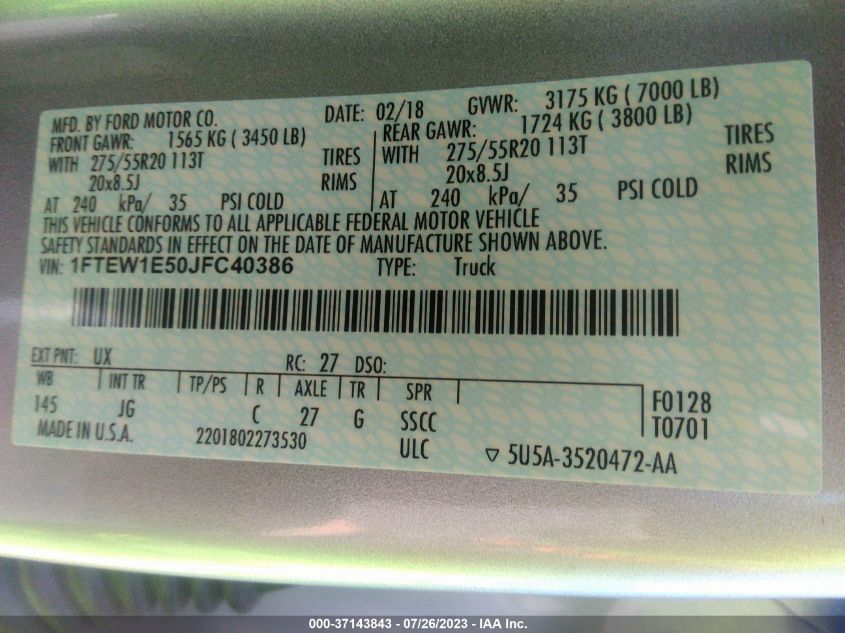 MFD. BY FORD MOTOR CO. DATE: 02/18 GVWR: 3175 KG ( 7000 LB)
FRONT GAWR: 1565 KG ( 3450 LB) REAR GAWR: 1724 KG ( 3800 LB)
WITH 275/55R20 113T TIRES WITH 275/55R20 113T TIRES
20x8.5J RIMS 20x8.5J RIMS
AT 240 kPa/ 35 PSI COLD AT 240 kPa/ 35 PSI COLD
THIS VEHICLE CONFORMS TO ALL APPLICABLE FEDERAL MOTOR VEHICLE
SAFETY STANDARDS IN EFFECT ON THE DATE OF MANUFACTURE SHOWN ABOVE.
VIN: 1FTEW1E50JFC40386 TYPE: Truck
EXT PNT: UX RC: 27 DSO:
WB INT TR TP/PS R AXLE TR SPR F0128
145 JG C 27 G SSCC T0701
MADE IN U.S.A. 2201802273530 ULC ▽ 5U5A-3520472-AA
000-37143843 / 07/26/2023 - IAA Inc.